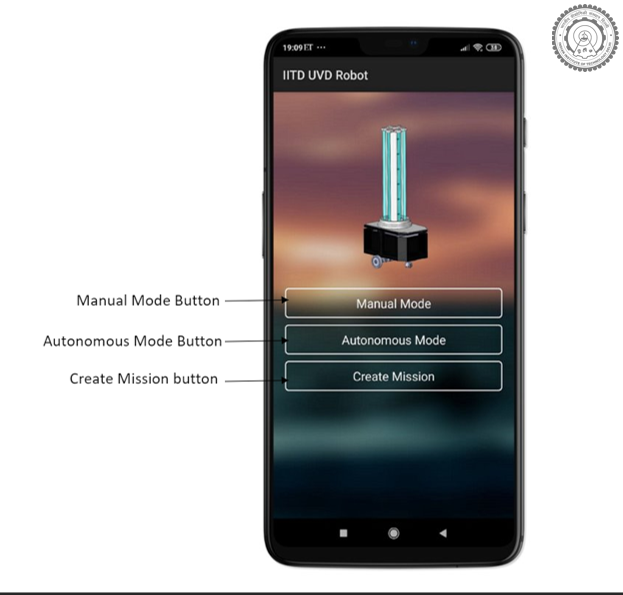 19:09 ET ...
IITD UVD Robot
Manual Mode Button
Manual Mode
Autonomous Mode Button
Autonomous Mode
Create Mission button
Create Mission